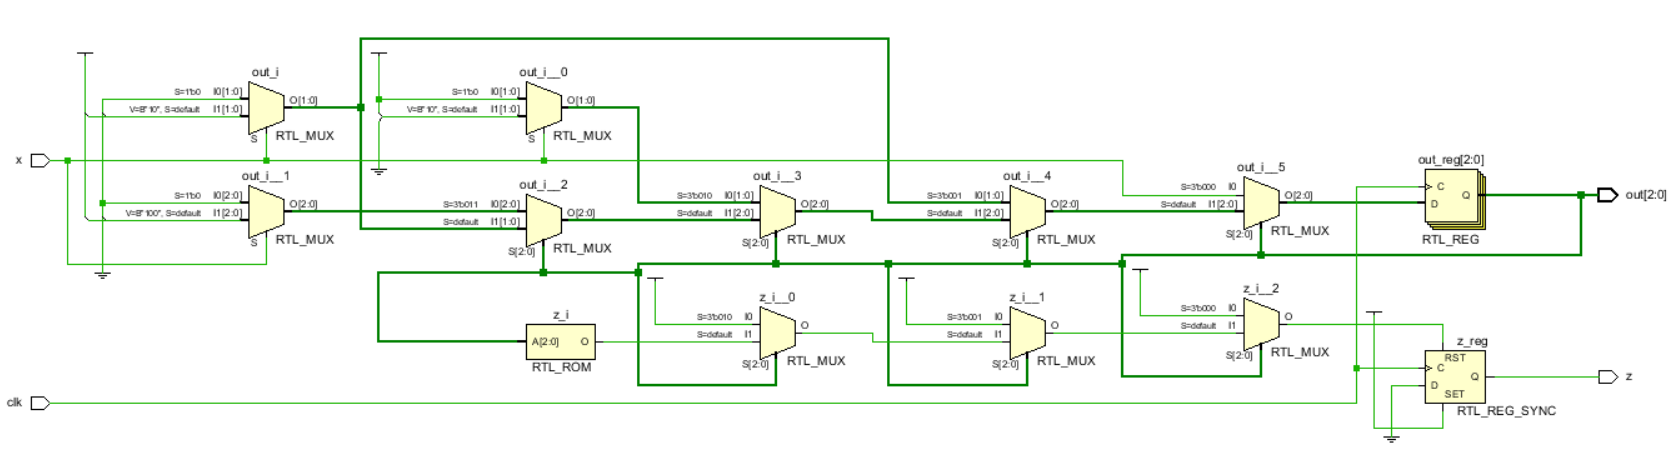 out_i
S=1'b0 I0[1:0]
V=B"10", S=default I1[1:0]
O[1:0]
S
RTL_MUX
out_i__0
S=1'b0 I0[1:0]
V=B"10", S=default I1[1:0]
O[1:0]
S
RTL_MUX
x
out_i__1
S=1'b0 I0[2:0]
V=B"100", S=default I1[2:0]
O[2:0]
S
RTL_MUX
out_i__2
S=3'b011 I0[2:0]
S=default I1[1:0]
O[2:0]
S[2:0]
RTL_MUX
out_i__3
S=3'b010 I0[1:0]
S=default I1[2:0]
O[2:0]
S[2:0]
RTL_MUX
out_i__4
S=3'b001 I0[1:0]
S=default I1[2:0]
O[2:0]
S[2:0]
RTL_MUX
out_i__5
S=3'b000 I0
S=default I1[2:0]
O[2:0]
S[2:0]
RTL_MUX
out_reg[2:0]
C
D
Q
RTL_REG
out[2:0]
z_i
A[2:0] O
RTL_ROM
z_i__0
S=3'b010 I0
S=default I1
O
S[2:0]
RTL_MUX
z_i__1
S=3'b001 I0
S=default I1
O
S[2:0]
RTL_MUX
z_i__2
S=3'b000 I0
S=default I1
O
S[2:0]
RTL_MUX
z_reg
RST
C
D
Q
SET
RTL_REG_SYNC
z
clk